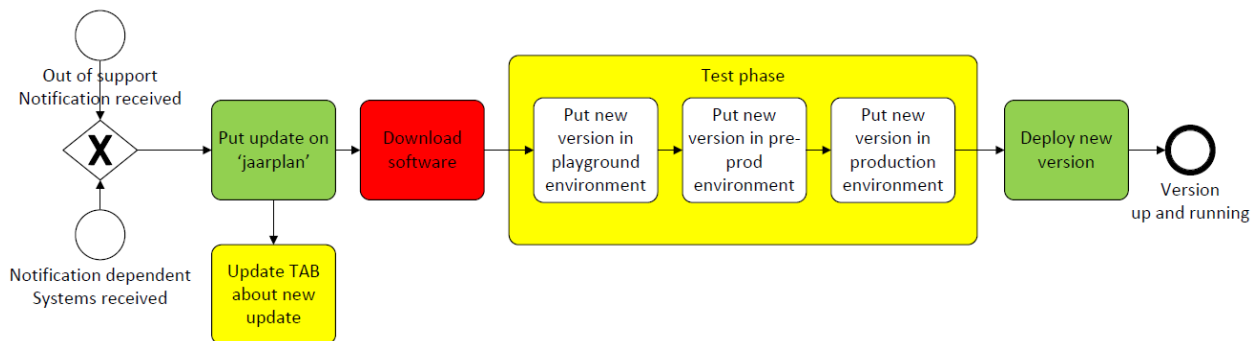 Out of support
Notification received
X
Notification dependent
Systems received
Put update on
‘jaarplan’
Update TAB
about new
update
Download
software
Test phase
Put new
version in
playground
environment
Put new
version in pre-
prod
environment
Put new
version in
production
environment
Deploy new
version
Version
up and running